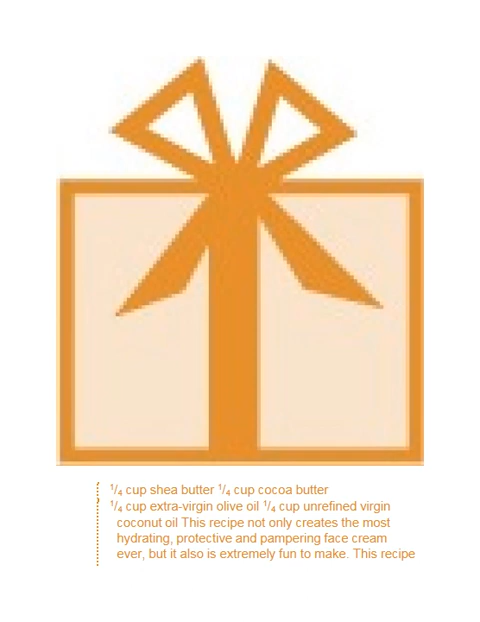 ¹/₄ cup shea butter ¹/₄ cup cocoa butter
¹/₄ cup extra-virgin olive oil ¹/₄ cup unrefined virgin
coconut oil This recipe not only creates the most
hydrating, protective and pampering face cream
ever, but it also is extremely fun to make. This recipe